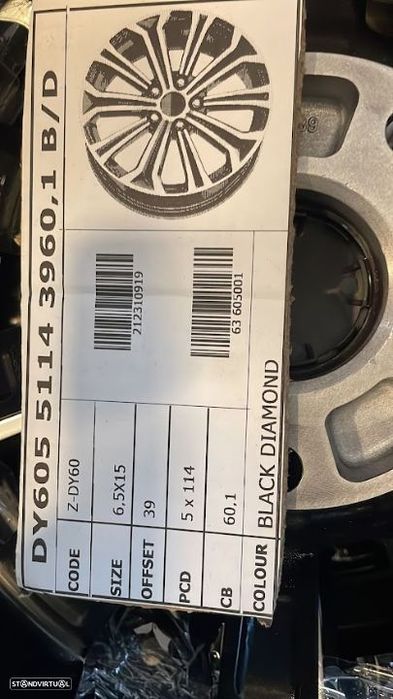 DY605 5114 3960,1 B/D
CODE Z-DY60
SIZE 6,5X15
OFFSET 39
PCD 5 x 114
CB 60,1
COLOUR BLACK DIAMOND
212310919
63 605001
STANDVIRTUAL